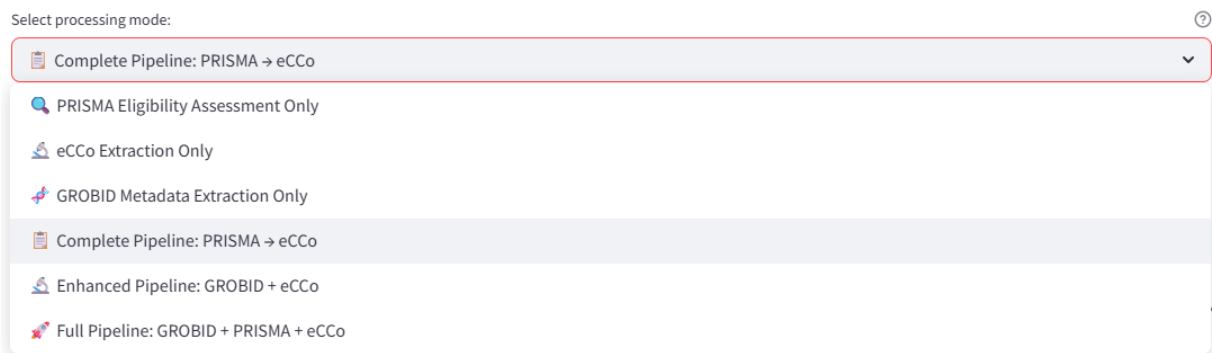 Select processing mode:
Complete Pipeline: PRISMA → eCCo
PRISMA Eligibility Assessment Only
eCCo Extraction Only
GROBID Metadata Extraction Only
Complete Pipeline: PRISMA → eCCo
Enhanced Pipeline: GROBID + eCCo
Full Pipeline: GROBID + PRISMA + eCCo